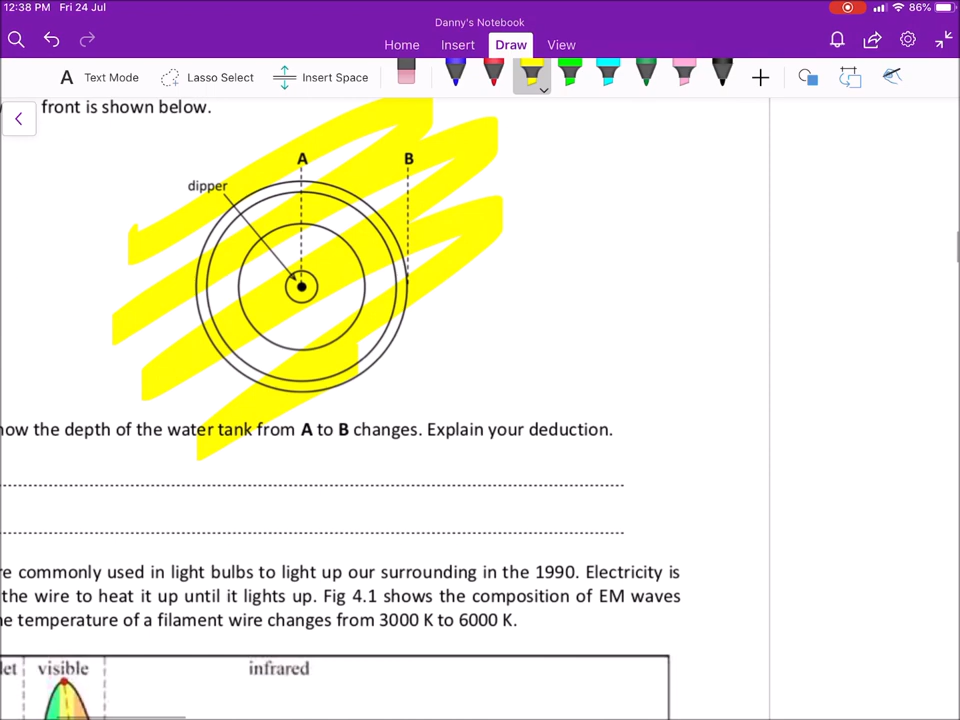 12:38 PM Fri 24 Jul 86%
Danny's Notebook
Home Insert Draw View
A Text Mode Lasso Select Insert Space
front is shown below.
A B
dipper
how the depth of the water tank from A to B changes. Explain your deduction.
re commonly used in light bulbs to light up our surrounding in the 1990. Electricity is
the wire to heat it up until it lights up. Fig 4.1 shows the composition of EM waves
e temperature of a filament wire changes from 3000 K to 6000 K.
let visible infrared